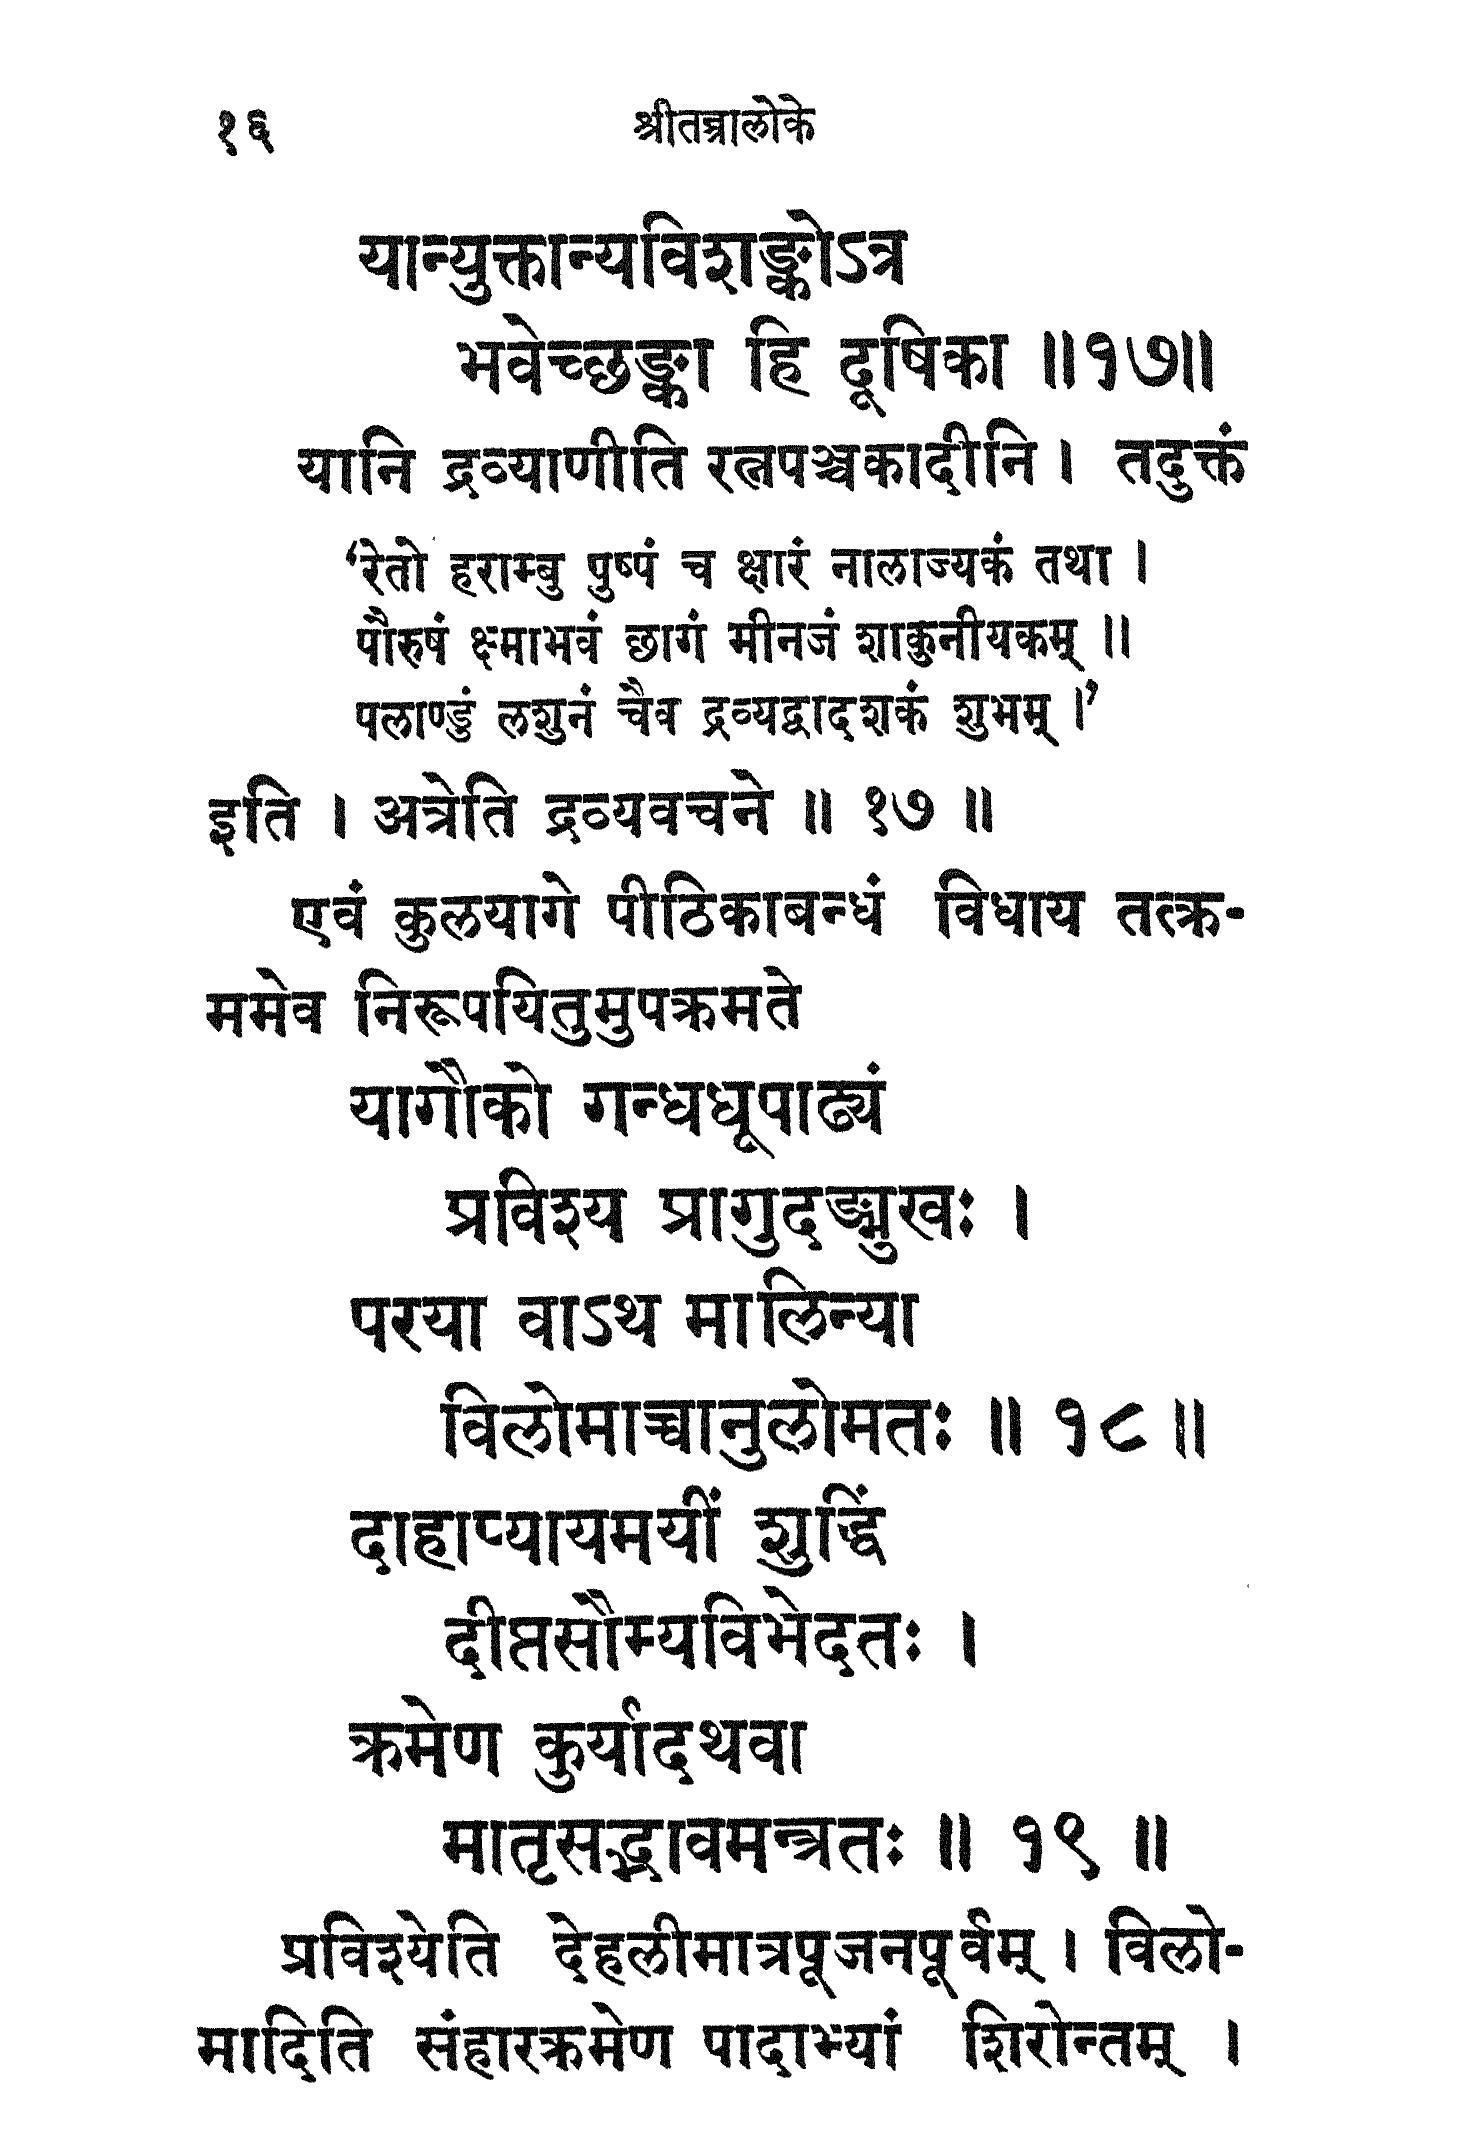 १६ श्रीतन्त्रालोके
यान्युक्तान्यविशङ्कोऽत्र
भवेच्छङ्का हि दूषिका ॥१७॥
यानि द्रव्याणीति रत्नपञ्चकादीनि । तदुक्तं
‘रेतो हराम्बु पुष्पं च क्षारं नालाज्यकं तथा ।
पौरुषं क्ष्माभवं छागं मीनजं शाकुनीयकम् ॥
पलाण्डुं लशुनं चैव द्रव्यद्वादशकं शुभम् ।’
इति । अत्रेति द्रव्यवचने ॥ १७ ॥
एवं कुलयागे पीठिकाबन्धं विधाय तत्क्र-
ममेव निरूपयितुमुपक्रमते
यागौको गन्धधूपाढ्यं
प्रविश्य प्रागुदङ्मुखः ।
परया वाऽथ मालिन्या
विलोमाच्चानुलोमतः ॥ १८ ॥
दाहाप्यायमयीं शुद्धिं
दीप्तसौम्यविभेदतः ।
क्रमेण कुर्यादथवा
मातृसद्भावमन्त्रतः ॥ १९ ॥
प्रविश्येति देहलीमात्रपूजनपूर्वम् । विलो-
मादिति संहारक्रमेण पादाभ्यां शिरोन्तम् ।